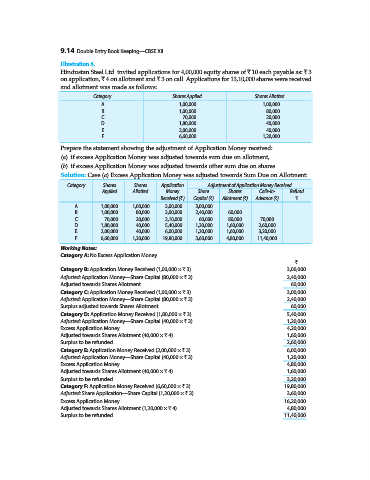 9.14 Double Entry Book Keeping—CBSE XII
Illustration 8.
Hindustan Steel Ltd. invited applications for 4,00,000 equity shares of ₹ 10 each payable as: ₹ 3
on application, ₹ 4 on allotment and ₹ 3 on call. Applications for 13,10,000 shares were received
and allotment was made as follows:
Category Shares Applied Shares Allotted
A 1,00,000 1,00,000
B 1,00,000 80,000
C 70,000 20,000
D 1,80,000 40,000
E 2,00,000 40,000
F 6,60,000 1,20,000
Prepare the statement showing the adjustment of Application Money received:
(a) if excess Application Money was adjusted towards sum due on allotment,
(b) if excess Application Money was adjusted towards other sum due on shares
Solution: Case (a) Excess Application Money was adjusted towards Sum Due on Allotment:
Category Shares Shares Application Adjustment of Application Money Received
Applied Allotted Money Share Shares Calls-in- Refund
Received (₹) Capital (₹) Allotment (₹) Advance (₹) ₹
A 1,00,000 1,00,000 3,00,000 3,00,000
B 1,00,000 80,000 3,00,000 2,40,000 60,000
C 70,000 20,000 2,10,000 60,000 80,000 70,000
D 1,80,000 40,000 5,40,000 1,20,000 1,60,000 2,60,000
E 2,00,000 40,000 6,00,000 1,20,000 1,60,000 3,20,000
F 6,60,000 1,20,000 19,80,000 3,60,000 4,80,000 11,40,000
Working Notes:
Category A: No Excess Application Money
₹
Category B: Application Money Received (1,00,000 × ₹ 3) 3,00,000
Adjusted: Application Money—Share Capital (80,000 × ₹ 3) 2,40,000
Adjusted towards Shares Allotment 60,000
Category C: Application Money Received (1,00,000 × ₹ 3) 3,00,000
Adjusted: Application Money—Share Capital (80,000 × ₹ 3) 2,40,000
Surplus adjusted towards Shares Allotment 60,000
Category D: Application Money Received (1,80,000 × ₹ 3) 5,40,000
Adjusted: Application Money—Share Capital (40,000 × ₹ 3) 1,20,000
Excess Application Money 4,20,000
Adjusted towards Shares Allotment (40,000 × ₹ 4) 1,60,000
Surplus to be refunded 2,60,000
Category E: Application Money Received (2,00,000 × ₹ 3) 6,00,000
Adjusted: Application Money—Share Capital (40,000 × ₹ 3) 1,20,000
Excess Application Money 4,80,000
Adjusted towards Shares Allotment (40,000 × ₹ 4) 1,60,000
Surplus to be refunded 3,20,000
Category F: Application Money Received (6,60,000 × ₹ 3) 19,80,000
Adjusted: Share Application—Share Capital (1,20,000 × ₹ 3) 3,60,000
Excess Application Money 16,20,000
Adjusted towards Shares Allotment (1,20,000 × ₹ 4) 4,80,000
Surplus to be refunded 11,40,000